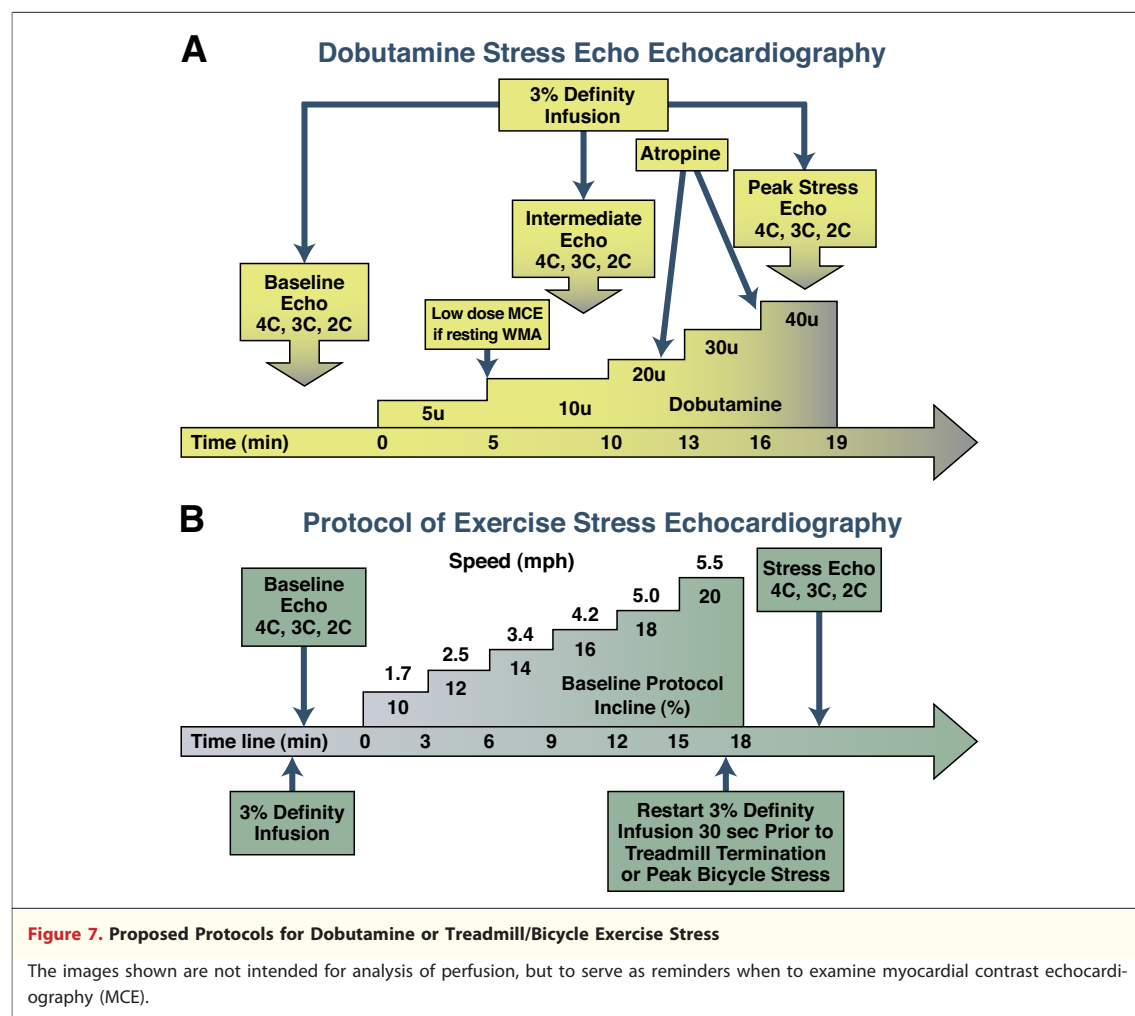 A
Dobutamine Stress Echo Echocardiography
3% Definity
Infusion
Atropine
Peak Stress
Echo
4C, 3C, 2C
Intermediate
Echo
4C, 3C, 2C
Baseline
Echo
4C, 3C, 2C
Low dose MCE
if resting WMA
40u
30u
20u
5u
10u
Dobutamine
Time (min)
0
5
10
13
16
19
B
Protocol of Exercise Stress Echocardiography
Speed (mph)
Baseline
Echo
4C, 3C, 2C
Stress Echo
4C, 3C, 2C
5.5
5.0
4.2
3.4
2.5
1.7
20
18
16
14
12
10
Baseline Protocol
Incline (%)
Time line (min)
0
3
6
9
12
15
18
3% Definity
Infusion
Restart 3% Definity
Infusion 30 sec Prior to
Treadmill Termination
or Peak Bicycle Stress
Figure 7. Proposed Protocols for Dobutamine or Treadmill/Bicycle Exercise Stress
The images shown are not intended for analysis of perfusion, but to serve as reminders when to examine myocardial contrast echocardi-
ography (MCE).